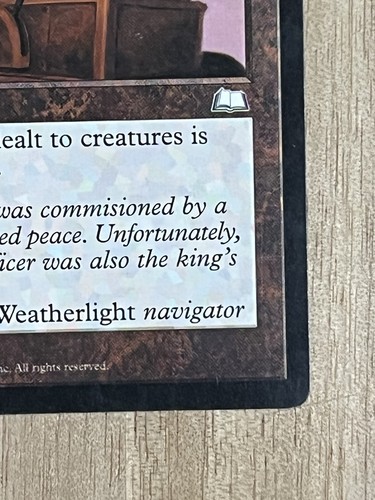 ealt to creatures is
was commisioned by a
ed peace. Unfortunately,
icer was also the king's
Weatherlight navigator
nc. All rights reserved.